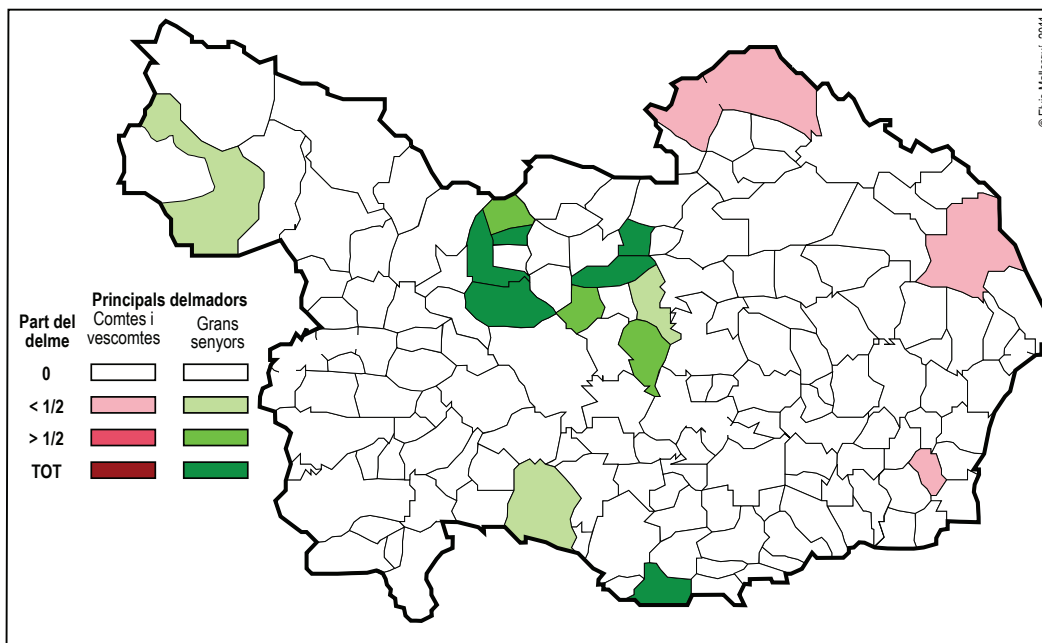 Principals delmadors
Part del delme
Comtes i vescomtes
Grans senyors
0
< 1/2
> 1/2
TOT